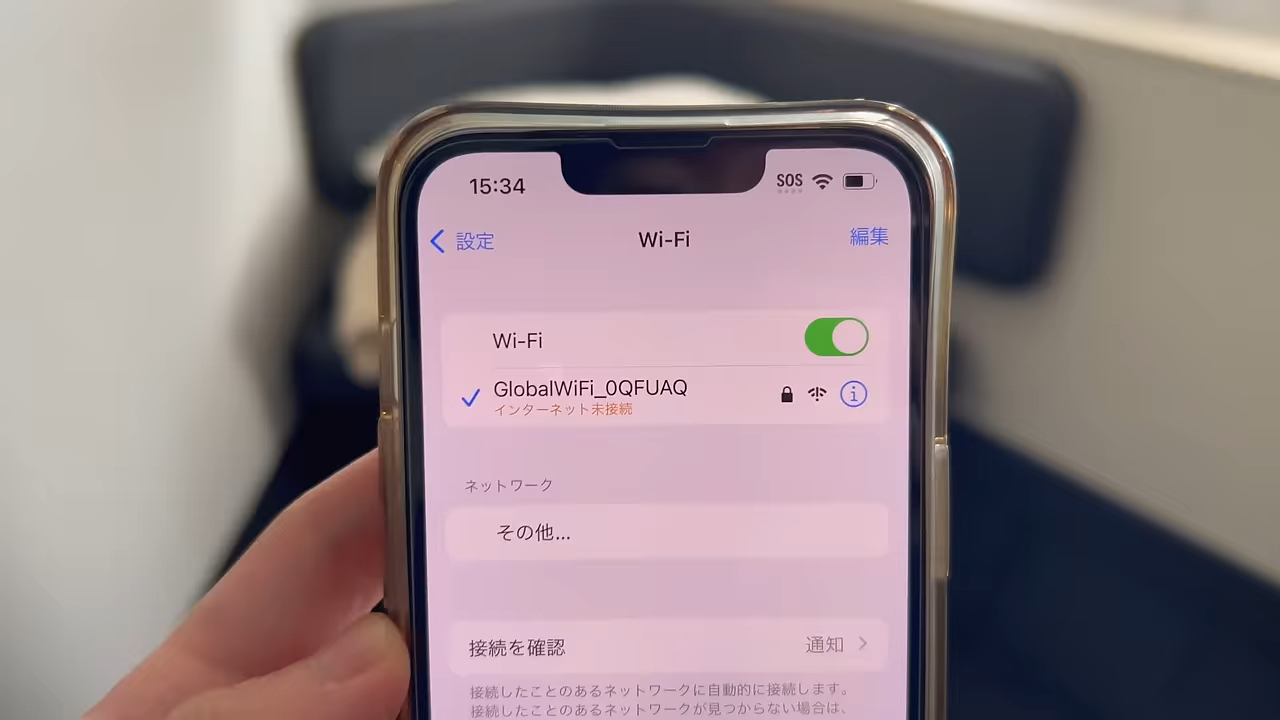 15:34
SOS
設定
Wi-Fi
編集
Wi-Fi
GlobalWiFi_0QFUAQ
インターネット未接続
ネットワーク
その他...
接続を確認
通知
接続したことのあるネットワークに自動的に接続します。
接続したことのあるネットワークが見つからない場合は、